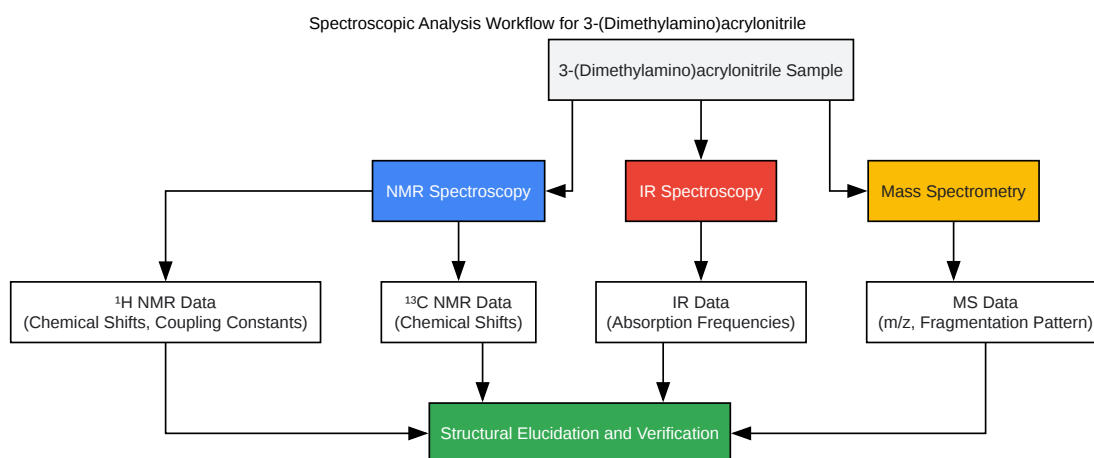 Spectroscopic Analysis Workflow for 3-(Dimethylamino)acrylonitrile
3-(Dimethylamino)acrylonitrile Sample
NMR Spectroscopy
IR Spectroscopy
Mass Spectrometry
¹H NMR Data
(Chemical Shifts, Coupling Constants)
¹³C NMR Data
(Chemical Shifts)
IR Data
(Absorption Frequencies)
MS Data
(m/z, Fragmentation Pattern)
Structural Elucidation and Verification